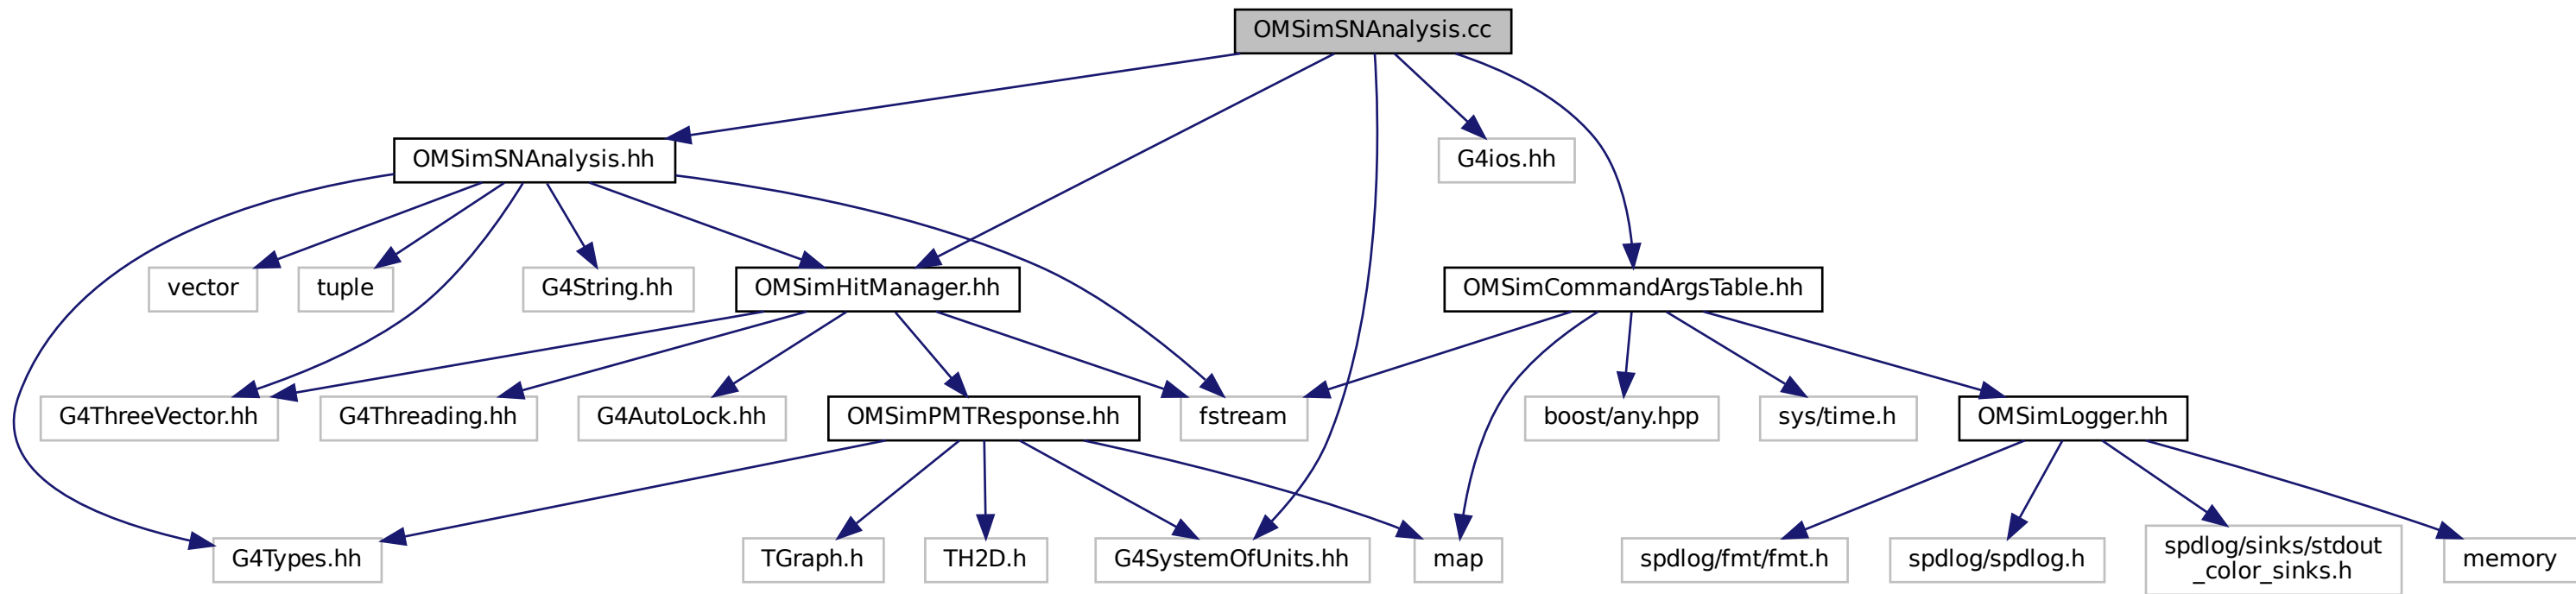 OMSimSNAnalysis.cc
OMSimSNAnalysis.hh
G4ios.hh
vector
tuple
G4String.hh
OMSimHitManager.hh
OMSimCommandArgsTable.hh
G4ThreeVector.hh
G4Threading.hh
G4AutoLock.hh
OMSimPMTResponse.hh
fstream
boost/any.hpp
sys/time.h
OMSimLogger.hh
G4Types.hh
TGraph.h
TH2D.h
G4SystemOfUnits.hh
map
spdlog/fmt/fmt.h
spdlog/spdlog.h
spdlog/sinks/stdout
_color_sinks.h
memory